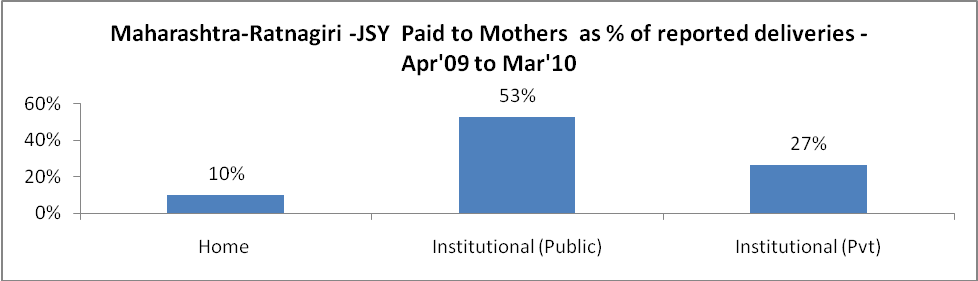 Maharashtra-Ratnagiri -JSY Paid to Mothers as % of reported deliveries -
Apr'09 to Mar'10
60%
40%
20%
0%
10%
53%
27%
Home
Institutional (Public)
Institutional (Pvt)